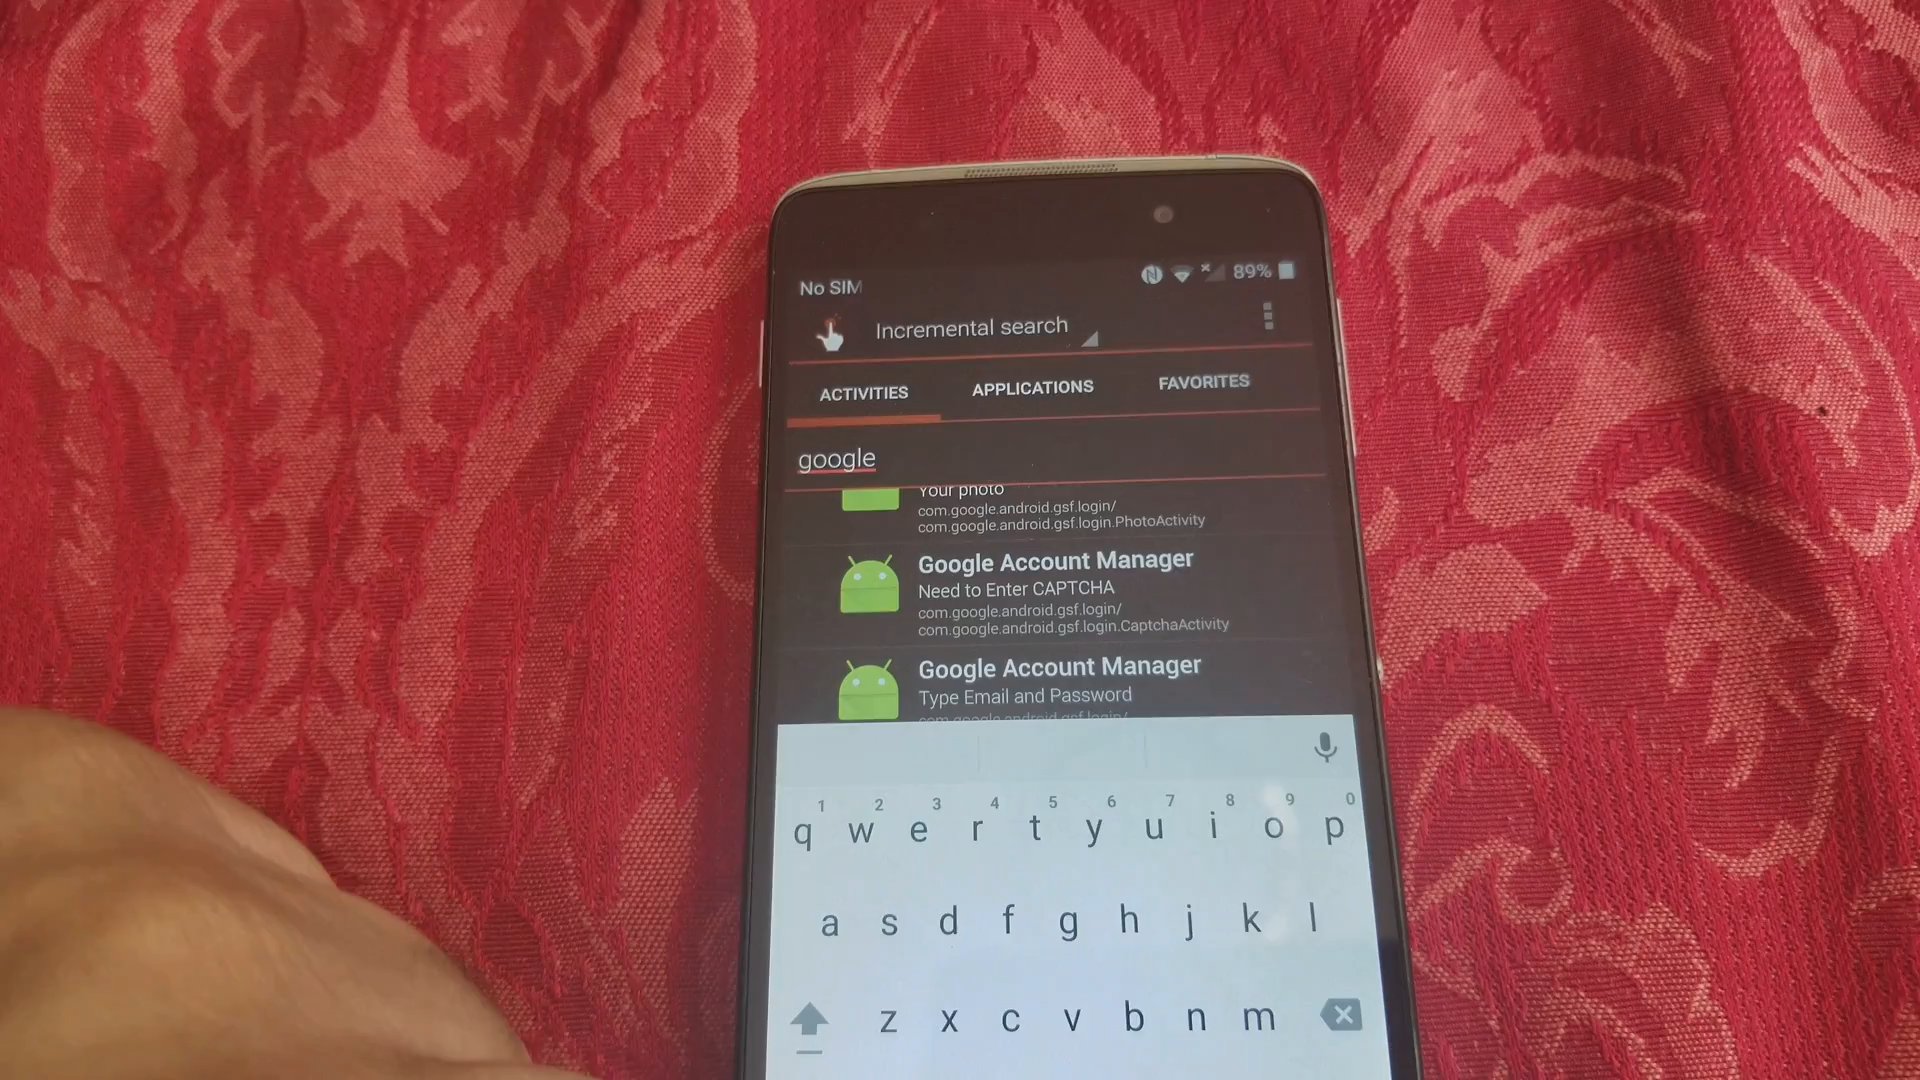 No SIM
89%
Incremental search
ACTIVITIES APPLICATIONS FAVORITES
google
Your photo
com.google.android.gsf.login/
com.google.android.gsf.login.PhotoActivity
Google Account Manager
Need to Enter CAPTCHA
com.google.android.gsf.login/
com.google.android.gsf.login.CaptchaActivity
Google Account Manager
Type Email and Password
com.google.android.gsf.login/
1 2 3 4 5 6 7 8 9 0
q w e r t y u i o p
a s d f g h j k l
z x c v b n m